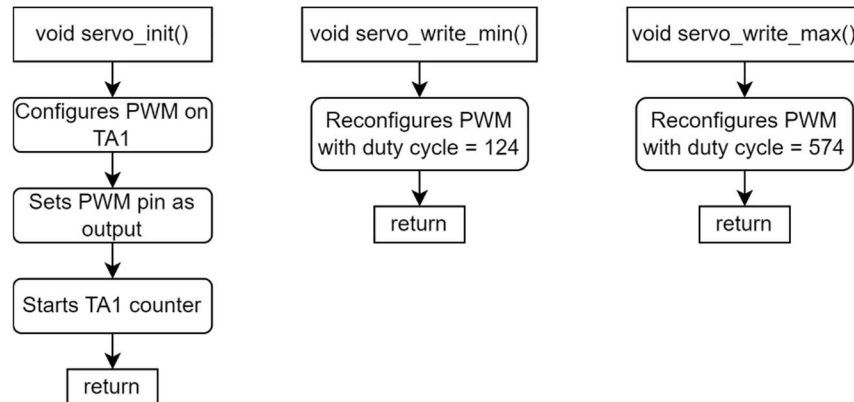 void servo_init()
Configures PWM on
TA1
Sets PWM pin as
output
Starts TA1 counter
return
void servo_write_min()
Reconfigures PWM
with duty cycle = 124
return
void servo_write_max()
Reconfigures PWM
with duty cycle = 574
return